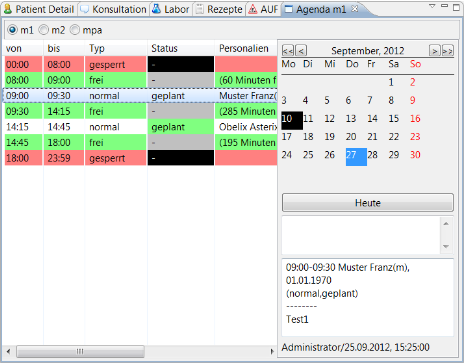 Patient Detail Konsultation Labor Rezepte AUF Agenda m1
m1 m2 mpa
von bis Typ Status Personalien
00:00 08:00 gesperrt -
08:00 09:00 frei - (60 Minuten f
09:00 09:30 normal geplant Muster Franz(
09:30 14:15 frei - (285 Minuten
14:15 14:45 normal geplant Obelix Asterix
14:45 18:00 frei - (195 Minuten
18:00 23:59 gesperrt -
<< < September, 2012 > >>
Mo Di Mi Do Fr Sa So
1 2
3 4 5 6 7 8 9
10 11 12 13 14 15 16
17 18 19 20 21 22 23
24 25 26 27 28 29 30
Heute
09:00-09:30 Muster Franz(m),
01.01.1970
(normal,geplant)
--------
Test1
Administrator/25.09.2012, 15:25:00